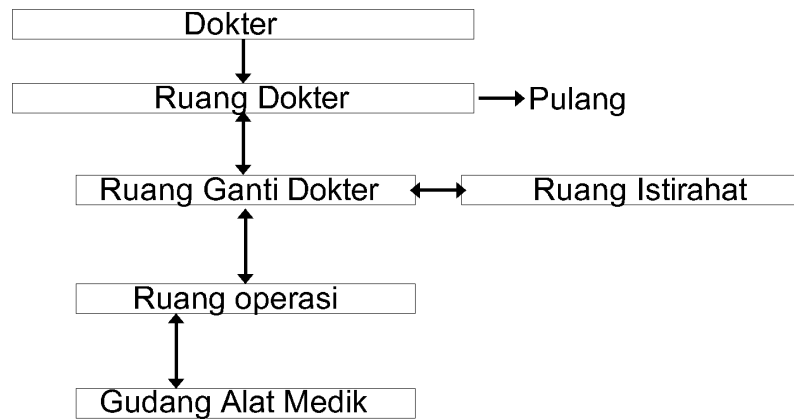 Dokter
Ruang Dokter
Pulang
Ruang Ganti Dokter
Ruang Istirahat
Ruang operasi
Gudang Alat Medik